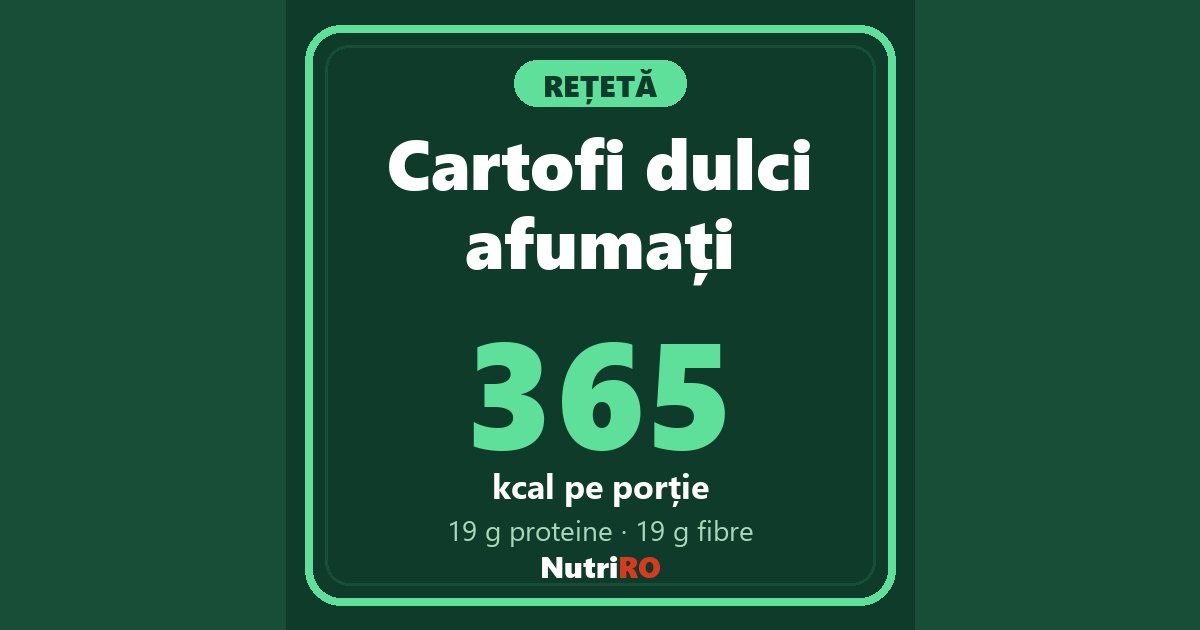 REȚETĂ
Cartofi dulci
afumați
365
kcal pe porție
19 g proteine · 19 g fibre
NutriRO